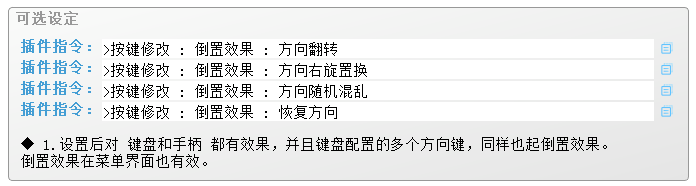 可选设定
插件指令：>按键修改 : 倒置效果 : 方向翻转
插件指令：>按键修改 : 倒置效果 : 方向右旋置换
插件指令：>按键修改 : 倒置效果 : 方向随机混乱
插件指令：>按键修改 : 倒置效果 : 恢复方向
◆ 1.设置后对 键盘和手柄 都有效果，并且键盘配置的多个方向键，同样也起倒置效果。
倒置效果在菜单界面也有效。